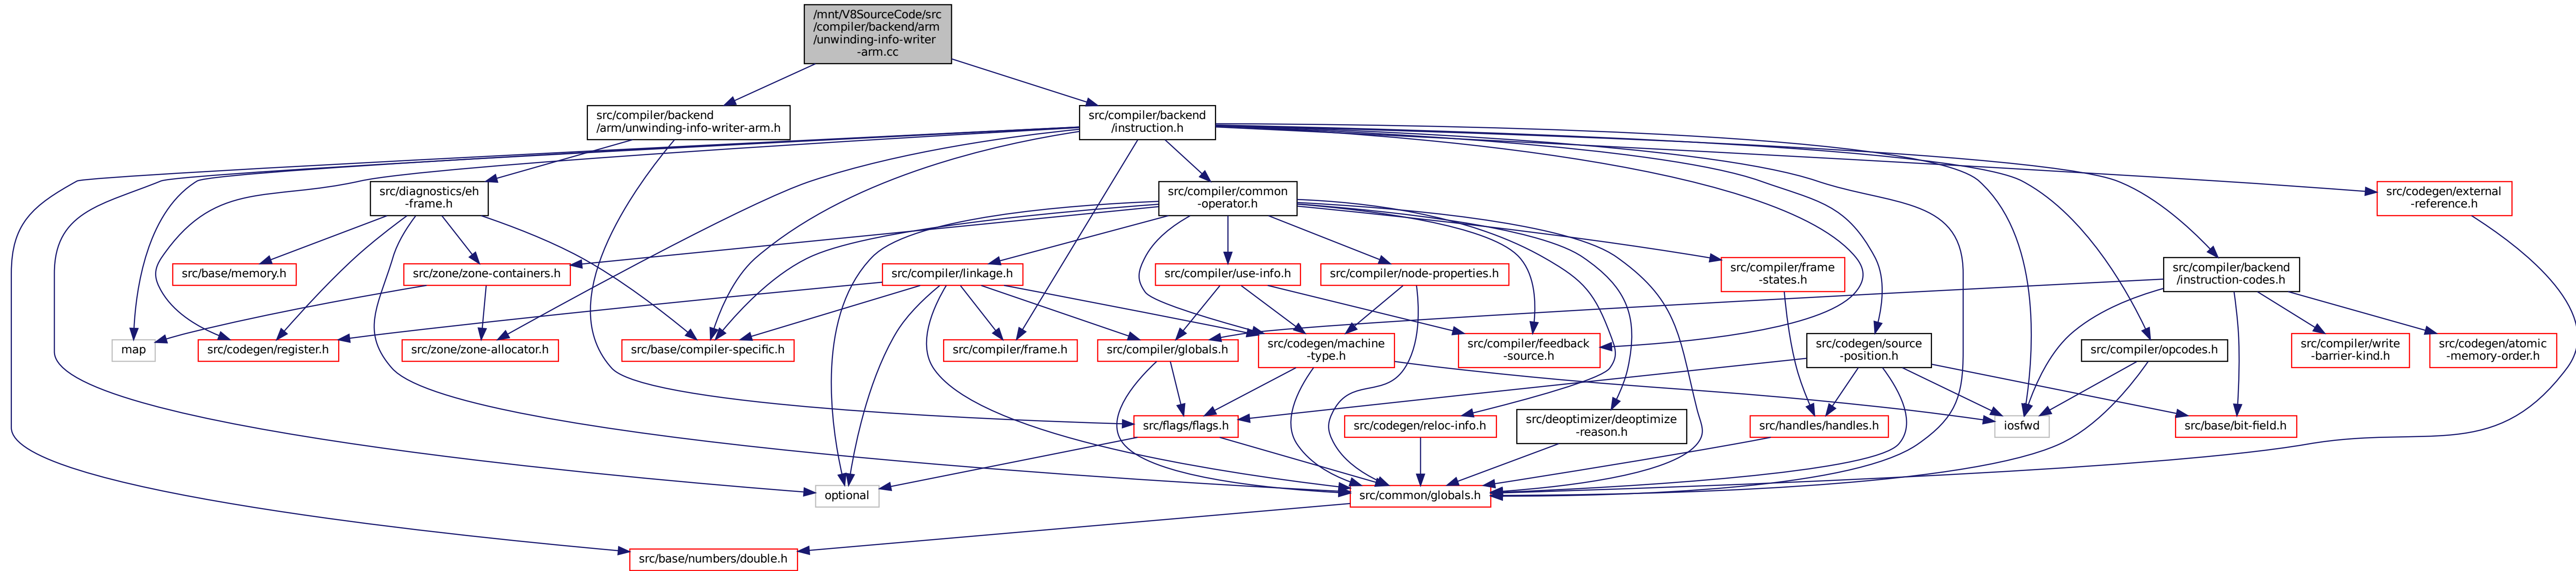 /mnt/V8SourceCode/src
/compiler/backend/arm
/unwinding-info-writer
-arm.cc
src/compiler/backend
/arm/unwinding-info-writer-arm.h
src/compiler/backend
/instruction.h
src/diagnostics/eh
-frame.h
src/compiler/common
-operator.h
src/codegen/external
-reference.h
src/base/memory.h
src/zone/zone-containers.h
src/compiler/linkage.h
src/compiler/use-info.h
src/compiler/node-properties.h
src/compiler/frame
-states.h
src/compiler/backend
/instruction-codes.h
map
src/codegen/register.h
src/zone/zone-allocator.h
src/base/compiler-specific.h
src/compiler/frame.h
src/compiler/globals.h
src/codegen/machine
-type.h
src/compiler/feedback
-source.h
src/codegen/source
-position.h
src/compiler/opcodes.h
src/compiler/write
-barrier-kind.h
src/codegen/atomic
-memory-order.h
src/flags/flags.h
src/codegen/reloc-info.h
src/deoptimizer/deoptimize
-reason.h
src/handles/handles.h
iosfwd
src/base/bit-field.h
optional
src/common/globals.h
src/base/numbers/double.h